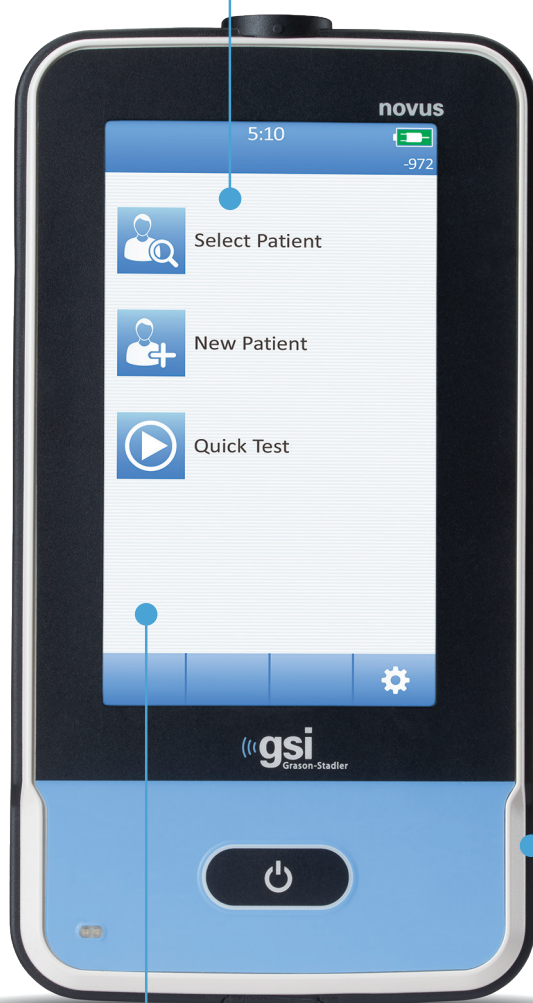 novus
5:10
-972
Select Patient
New Patient
Quick Test
gsi
Grason-Stadler